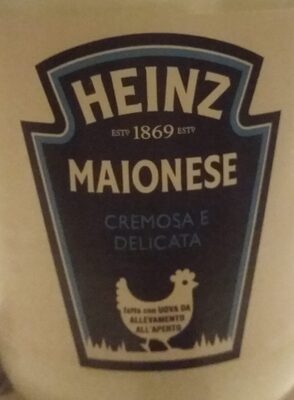 HEINZ
ESTD 1869 ESTD
MAIONESE
CREMOSA E
DELICATA
fatta con UOVA DA
ALLEVAMENTO
ALL'APERTO